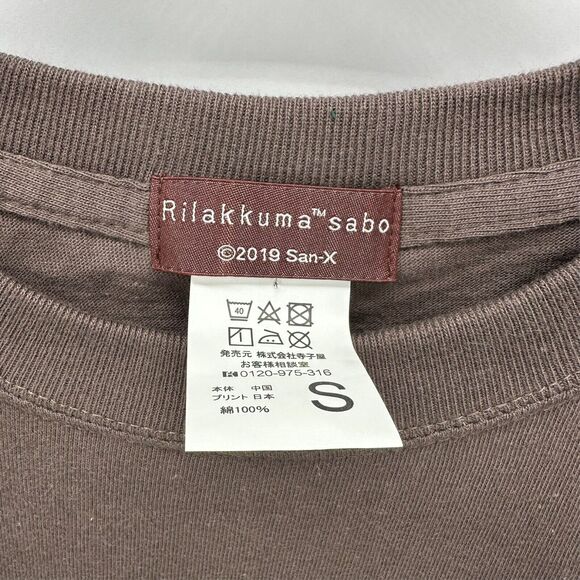 Rilakkuma™sabo
©2019 San-X
40
発売元 株式会社寺子屋
お客様相談室
0120-975-316
本体 中国
プリント 日本
綿100%
S